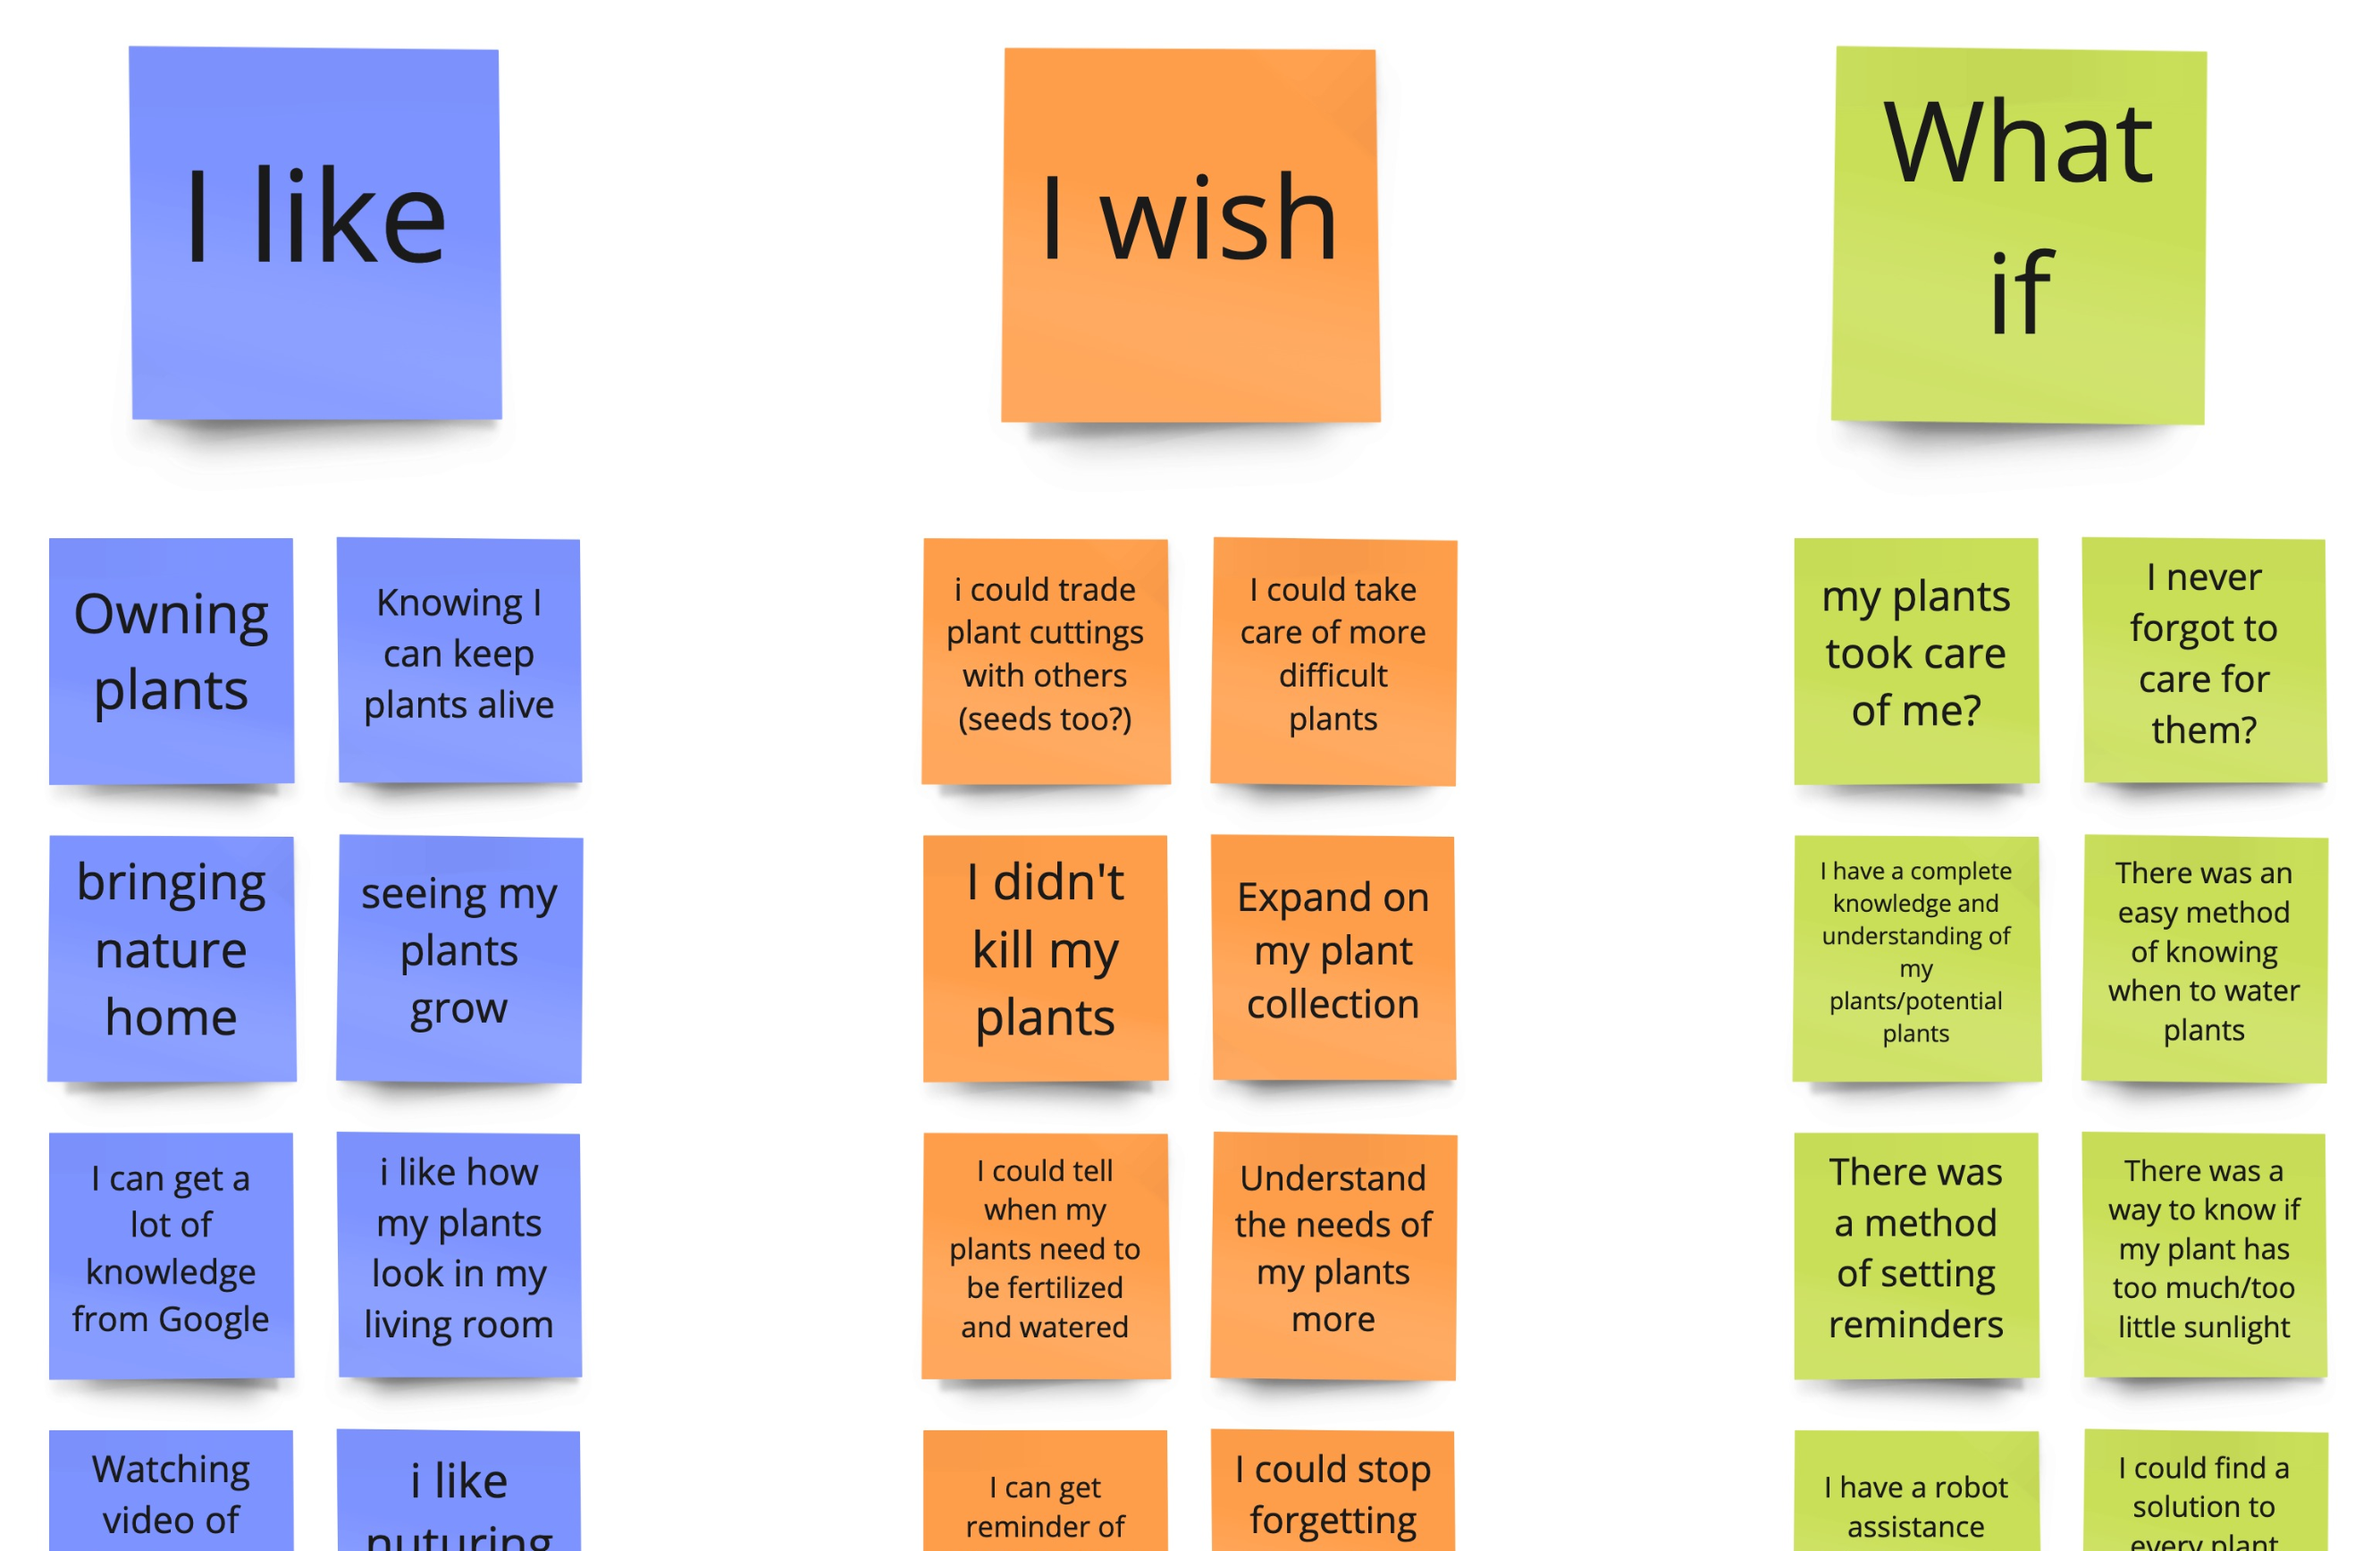 I like
I wish
What
if
Owning
plants
Knowing I
can keep
plants alive
bringing
nature
home
seeing my
plants
grow
I can get a
lot of
knowledge
from Google
i like how
my plants
look in my
living room
Watching
video of
i like
nuturing
i could trade
plant cuttings
with others
(seeds too?)
I could take
care of more
difficult
plants
I didn't
kill my
plants
Expand on
my plant
collection
I could tell
when my
plants need to
be fertilized
and watered
Understand
the needs of
my plants
more
I can get
reminder of
I could stop
forgetting
my plants
took care
of me?
I never
forgot to
care for
them?
I have a complete
knowledge and
understanding of
my
plants/potential
plants
There was an
easy method
of knowing
when to water
plants
There was
a method
of setting
reminders
There was a
way to know if
my plant has
too much/too
little sunlight
I have a robot
assistance
I could find a
solution to
every plant